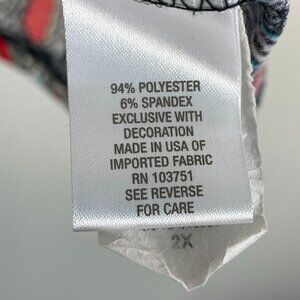 94% POLYESTER
6% SPANDEX
EXCLUSIVE WITH
DECORATION
MADE IN USA OF
IMPORTED FABRIC
RN 103751
SEE REVERSE
FOR CARE
2X